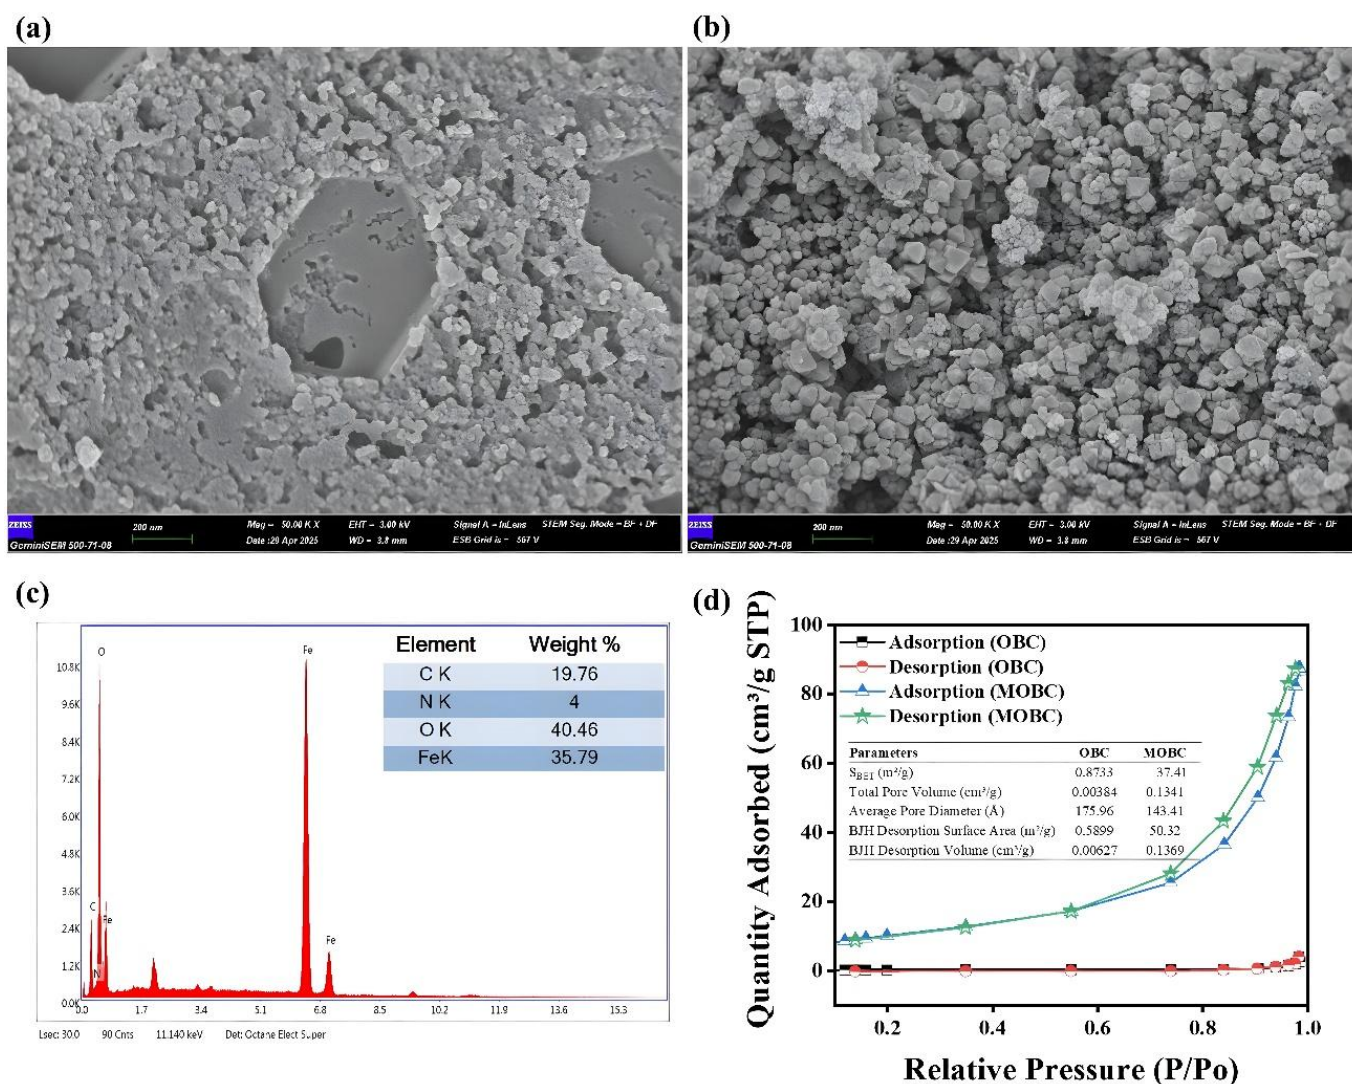 (a)
(b)
ZEISS
200 nm
Mag = 50.00 K X
EHT = 3.00 kV
Signal A = InLens
STEM Seg. Mode = BF + DF
GeminiSEM 500-71-08
Date :29 Apr 2025
WD = 3.8 mm
ESB Grid is = 567 V
ZEISS
200 nm
Mag = 50.00 K X
EHT = 3.00 kV
Signal A = InLens
STEM Seg. Mode = BF + DF
GeminiSEM 500-71-08
Date :29 Apr 2025
WD = 3.8 mm
ESB Grid is = 567 V
(c)
10.8K
9.6K
8.4K
7.2K
6.0K
4.8K
3.6K
2.4K
1.2K
0.0K
O
C
Fe
N
Fe
Fe
Element Weight %
C K 19.76
N K 4
O K 40.46
FeK 35.79
0.0 1.7 3.4 5.1 6.8 8.5 10.2 11.9 13.6 15.3
Lsec: 30.0 90 Cnts 11.140 keV Det: Octane Elect Super
(d)
Quantity Adsorbed (cm³/g STP)
100
80
60
40
20
0
Adsorption (OBC)
Desorption (OBC)
Adsorption (MOBC)
Desorption (MOBC)
Parameters OBC MOBC
S_BET (m²/g) 0.8733 37.41
Total Pore Volume (cm³/g) 0.00384 0.1341
Average Pore Diameter (Å) 175.96 143.41
BJH Desorption Surface Area (m²/g) 0.5899 50.32
BJH Desorption Volume (cm³/g) 0.00627 0.1369
0.2 0.4 0.6 0.8 1.0
Relative Pressure (P/Po)